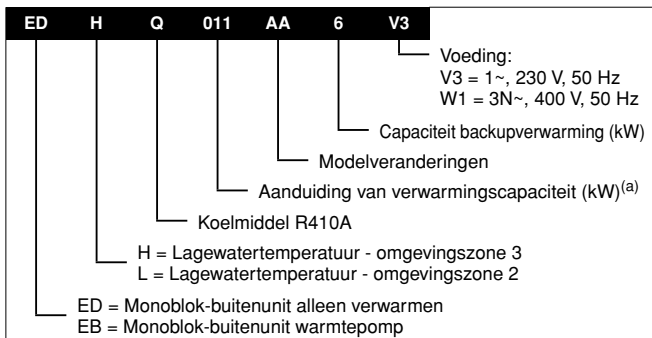 ED H Q 011 AA 6 V3
Voeding:
V3 = 1~, 230 V, 50 Hz
W1 = 3N~, 400 V, 50 Hz
Capaciteit backupverwarming (kW)
Modelveranderingen
Aanduiding van verwarmingscapaciteit (kW)(a)
Koelmiddel R410A
H = Lagewatertemperatuur - omgevingszone 3
L = Lagewatertemperatuur - omgevingszone 2
ED = Monoblok-buitenunit alleen verwarmen
EB = Monoblok-buitenunit warmtepomp